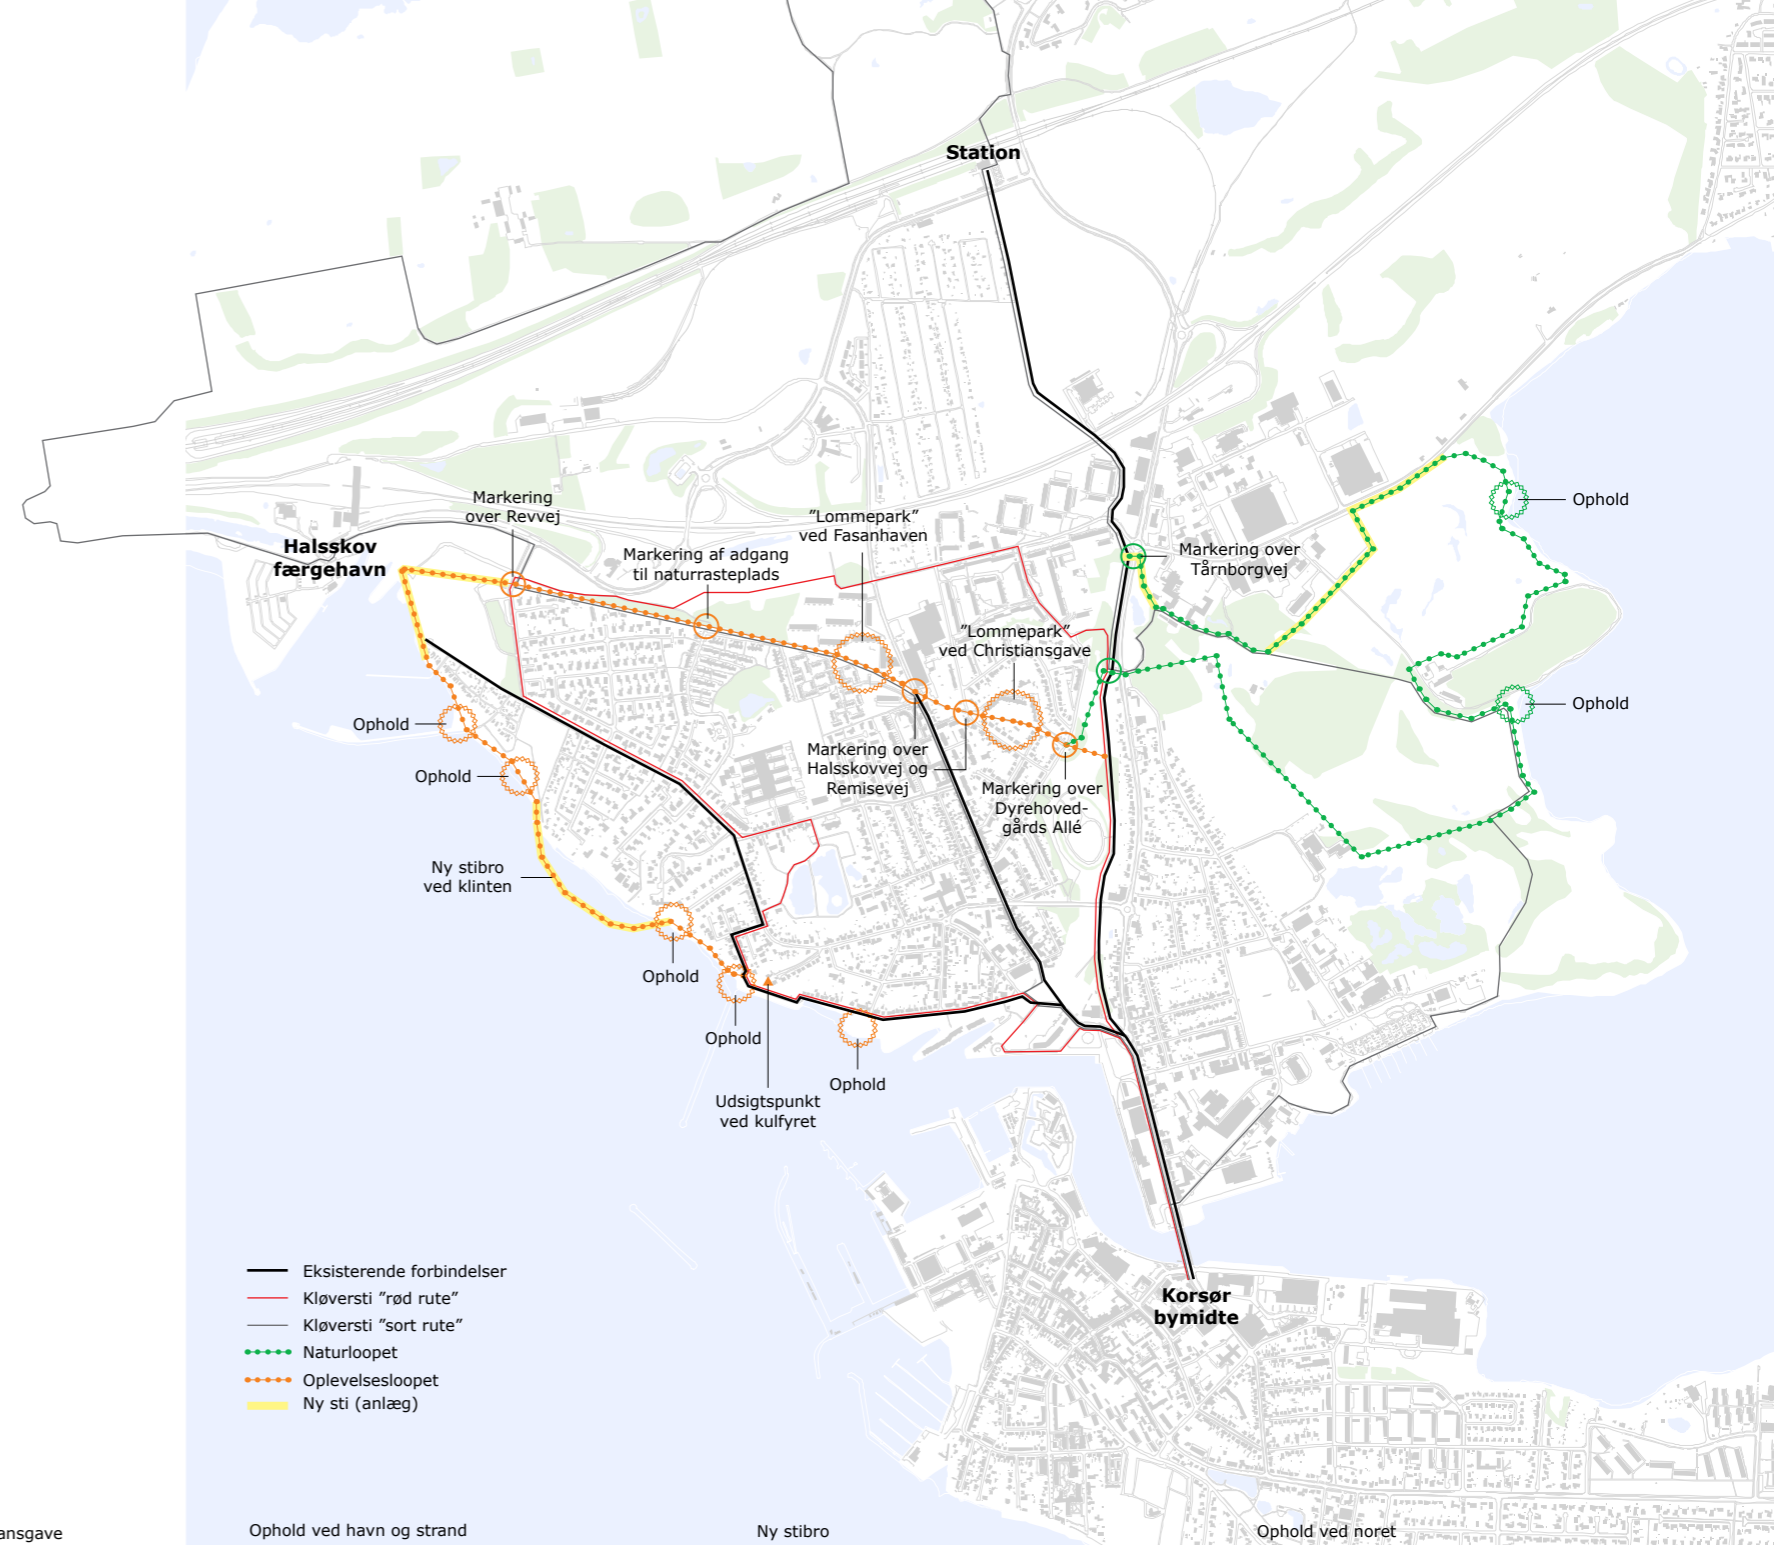 Station
Markering
over Revvej
”Lommepark”
ved Fasanhaven
Ophold
Halsskov
færgehavn
Markering af adgang
til naturrasteplads
Markering over
Tårnborgvej
”Lommepark”
ved Christiansgave
Ophold
Ophold
Ophold
Markering over
Halsskovvej og
Remisevej
Markering over
Dyrehoved-
gårds Allé
Ny stibro
ved klinten
Ophold
Ophold
Ophold
Udsigtspunkt
ved kulfyret
Eksisterende forbindelser
Kløversti ”rød rute”
Kløversti ”sort rute”
Naturloopet
Oplevelsesloopet
Ny sti (anlæg)
Korsør
bymidte
ansgave
Ophold ved havn og strand
Ny stibro
Ophold ved noret